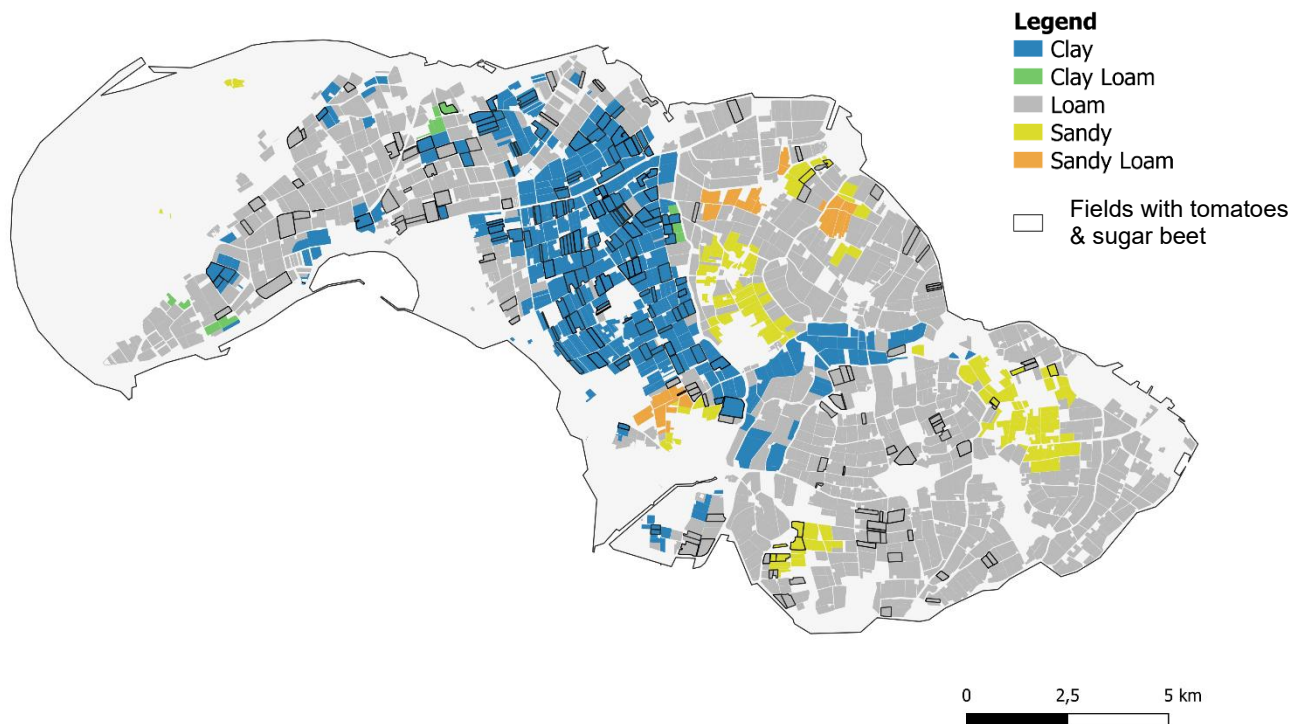 Legend
Clay
Clay Loam
Loam
Sandy
Sandy Loam
Fields with tomatoes
& sugar beet
0 2,5 5 km